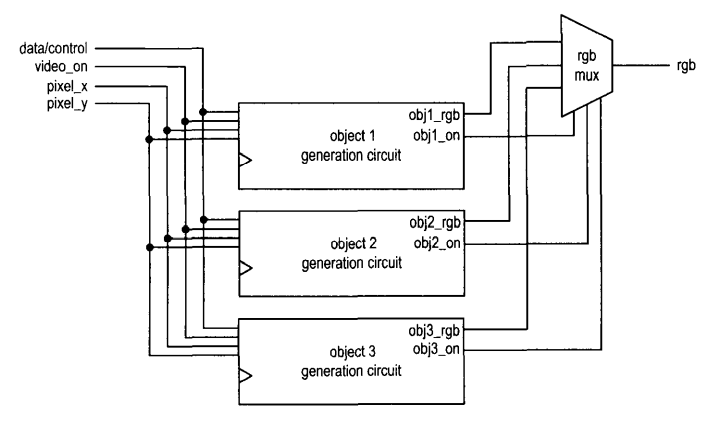 data/control
video_on
pixel_x
pixel_y
rgb
mux
rgb
obj1_rgb
obj1_on
object 1
generation circuit
obj2_rgb
obj2_on
object 2
generation circuit
obj3_rgb
obj3_on
object 3
generation circuit